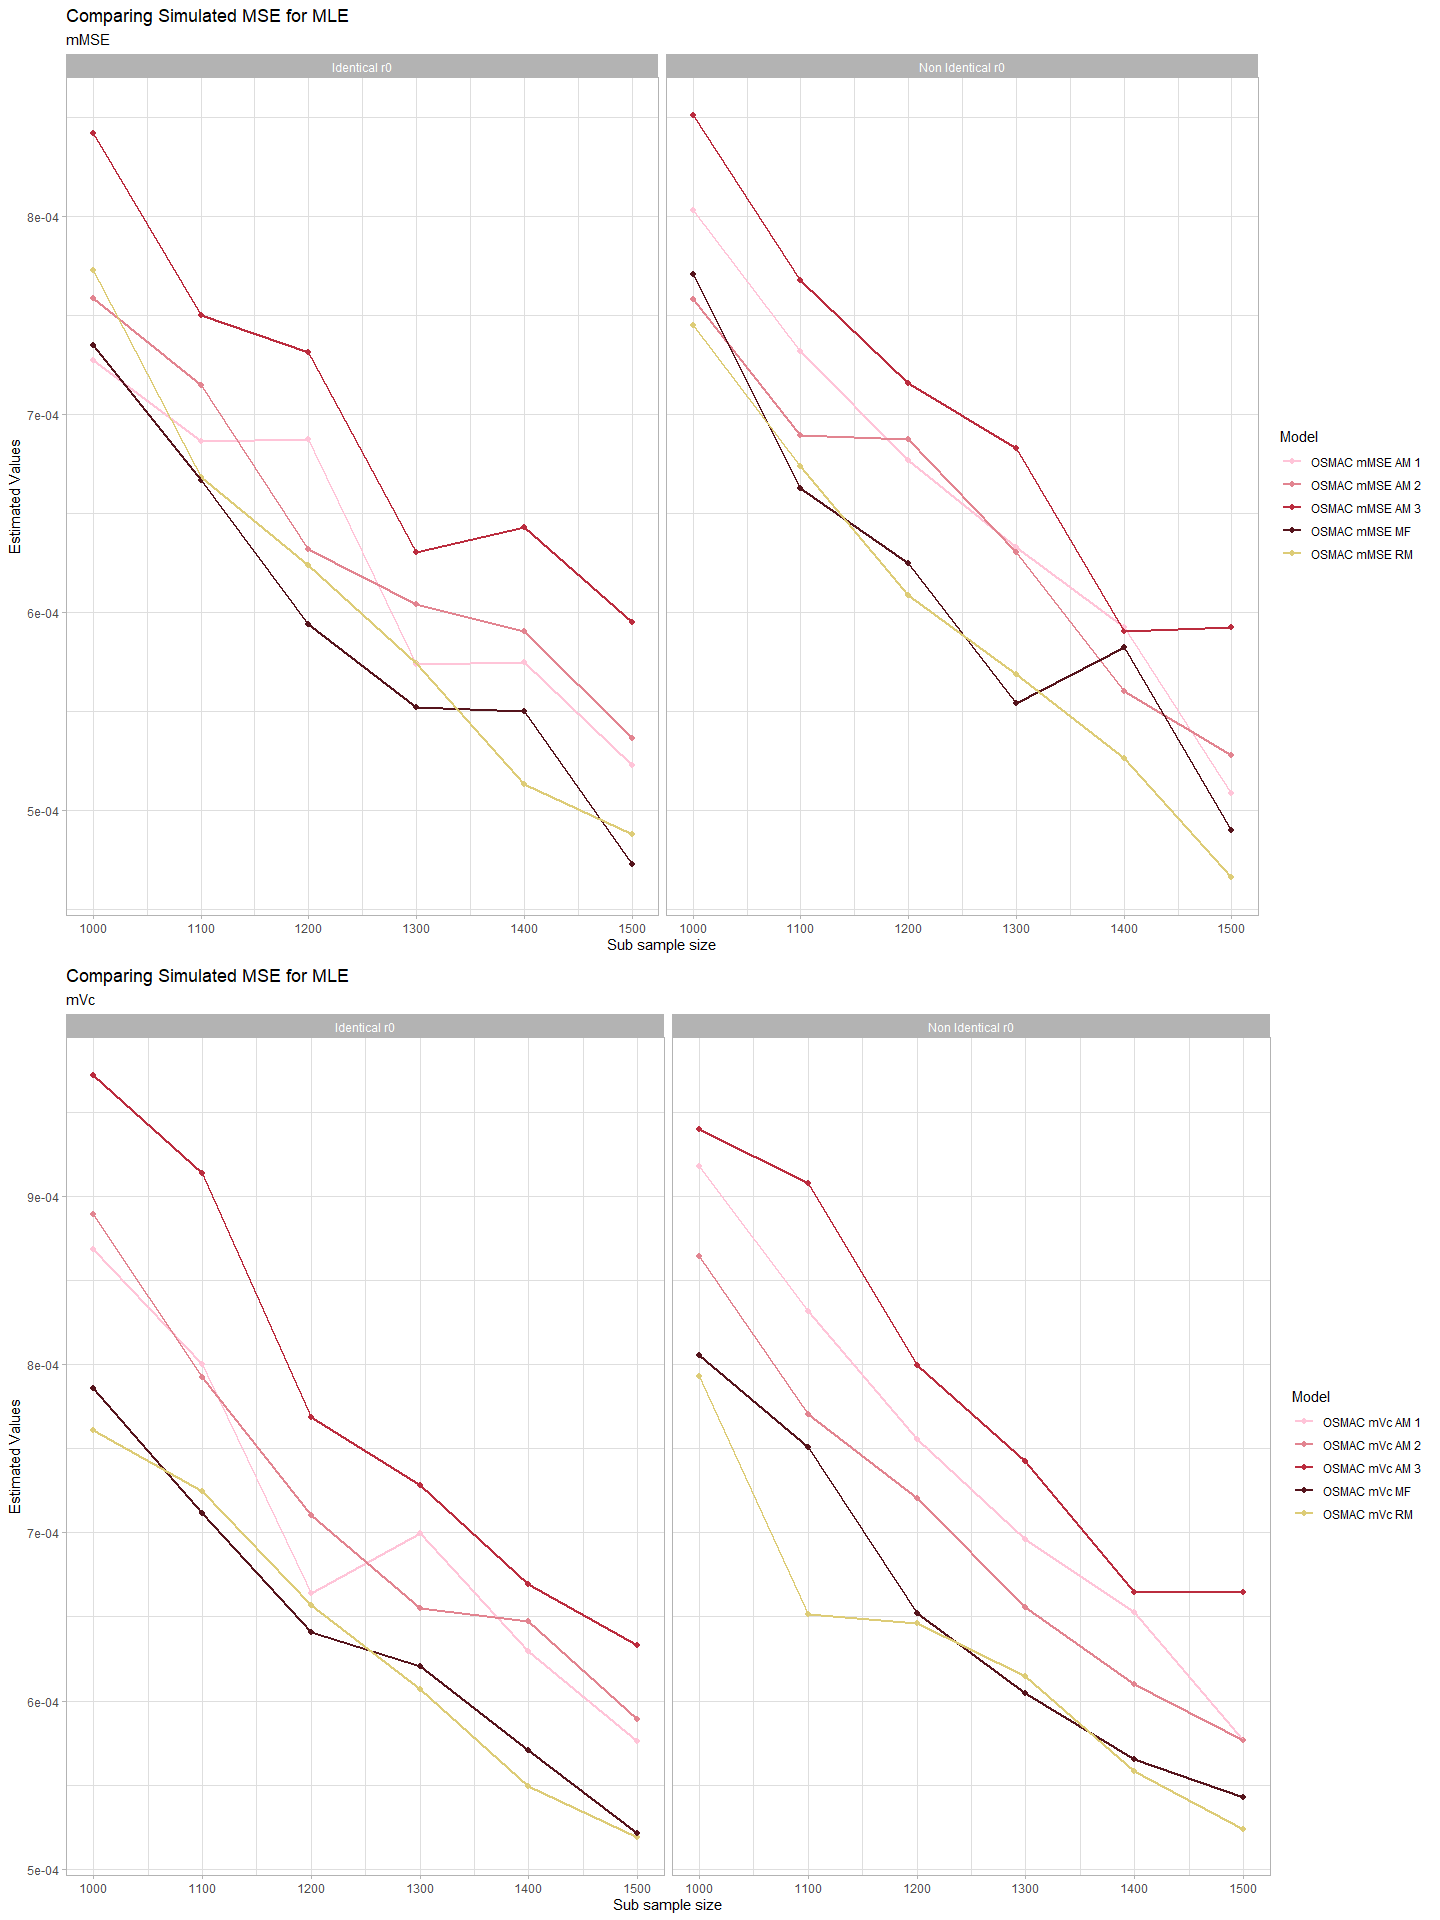 Comparing Simulated MSE for MLE
mMSE
Identical r0
Non Identical r0
8e-04
7e-04
6e-04
5e-04
Estimated Values
1000 1100 1200 1300 1400 1500
1000 1100 1200 1300 1400 1500
Sub sample size
Model
OSMAC mMSE AM 1
OSMAC mMSE AM 2
OSMAC mMSE AM 3
OSMAC mMSE MF
OSMAC mMSE RM
Comparing Simulated MSE for MLE
mVc
Identical r0
Non Identical r0
9e-04
8e-04
7e-04
6e-04
5e-04
Estimated Values
1000 1100 1200 1300 1400 1500
1000 1100 1200 1300 1400 1500
Sub sample size
Model
OSMAC mVc AM 1
OSMAC mVc AM 2
OSMAC mVc AM 3
OSMAC mVc MF
OSMAC mVc RM